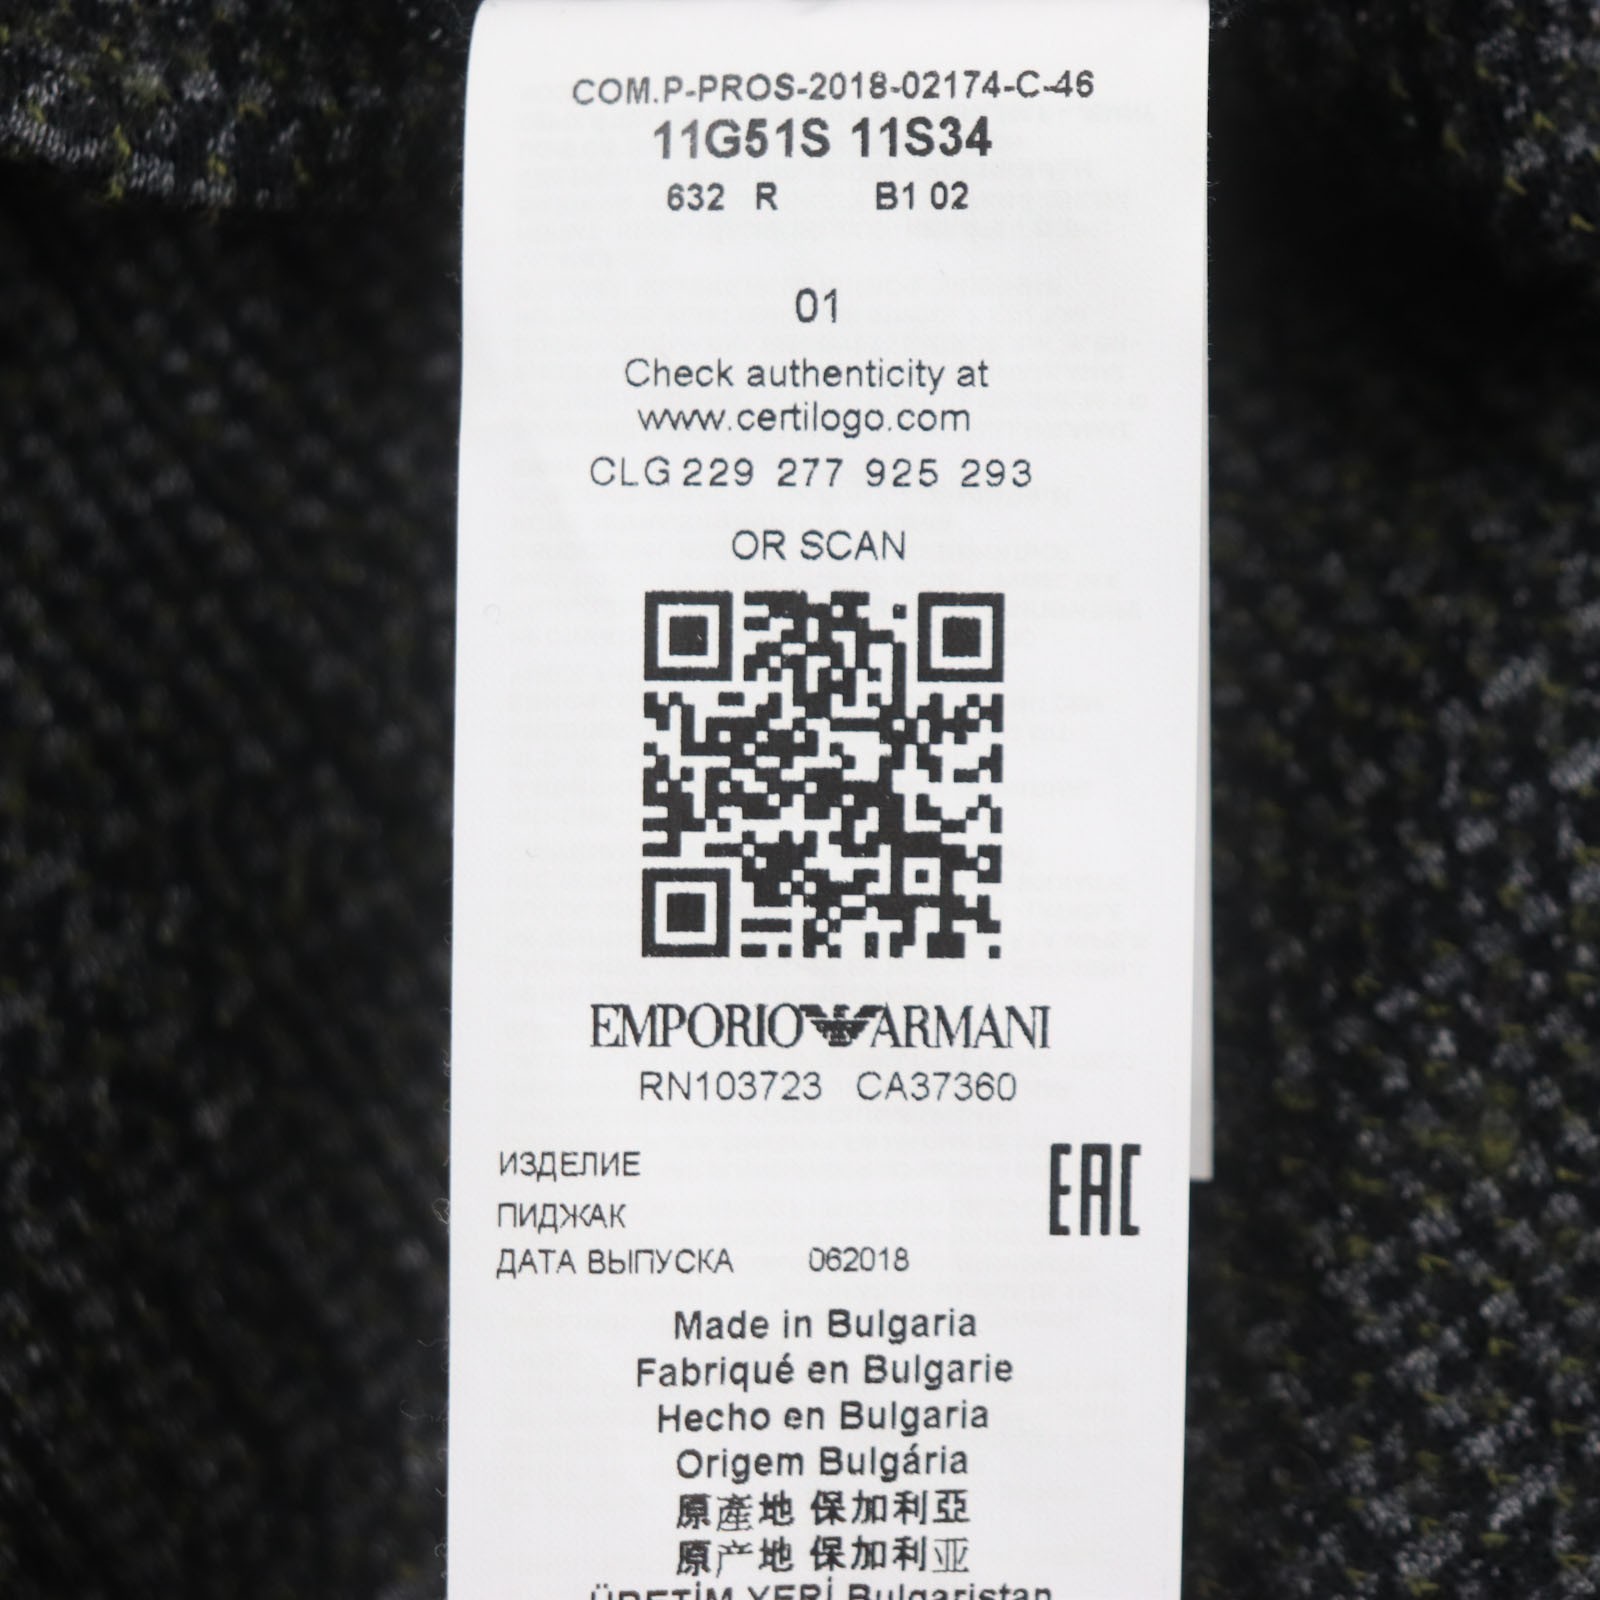 COM.P-PROS-2018-02174-C-46
11G51S 11S34
632 R B1 02
01
Check authenticity at
www.certilogo.com
CLG 229 277 925 293
OR SCAN
EMPORIO ARMANI
RN103723 CA37360
ИЗДЕЛИЕ
ПИДЖАК
EAC
ДАТА ВЫПУСКА 062018
Made in Bulgaria
Fabriqué en Bulgarie
Hecho en Bulgaria
Origem Bulgária
原產地 保加利亞
原产地 保加利亚
ÜRETİM YERİ Bulgaristan